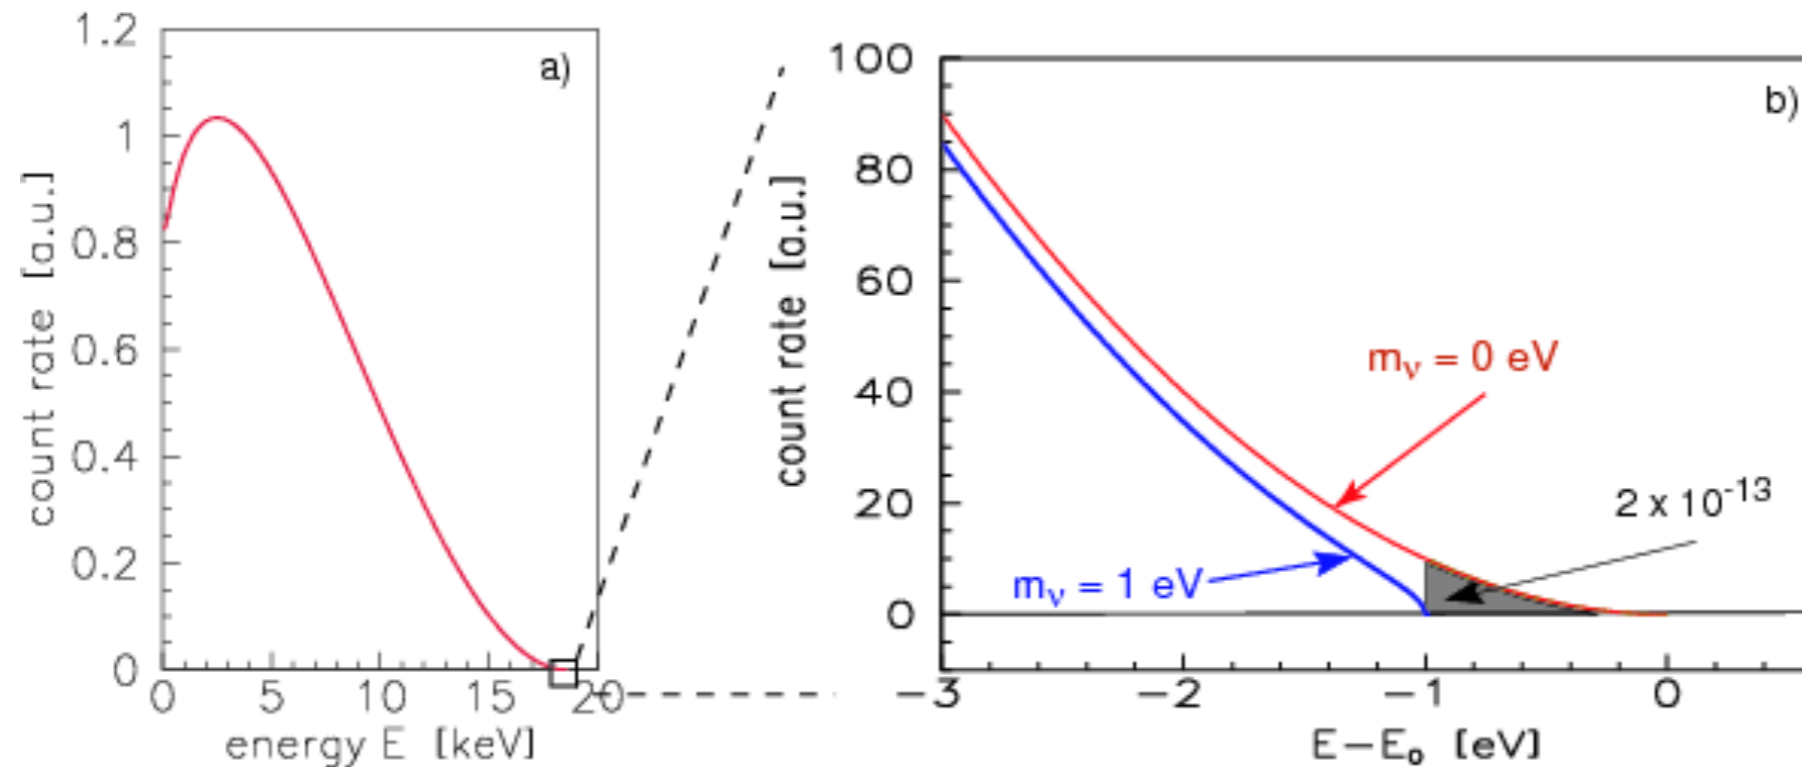 a)
count rate [a.u.]
1.2
1
0.8
0.6
0.4
0.2
0
0 5 10 15 20
energy E [keV]
b)
count rate [a.u.]
100
80
60
40
20
0
mν = 0 eV
2 x 10⁻¹³
mν = 1 eV
−3 −2 −1 0
E−E₀ [eV]